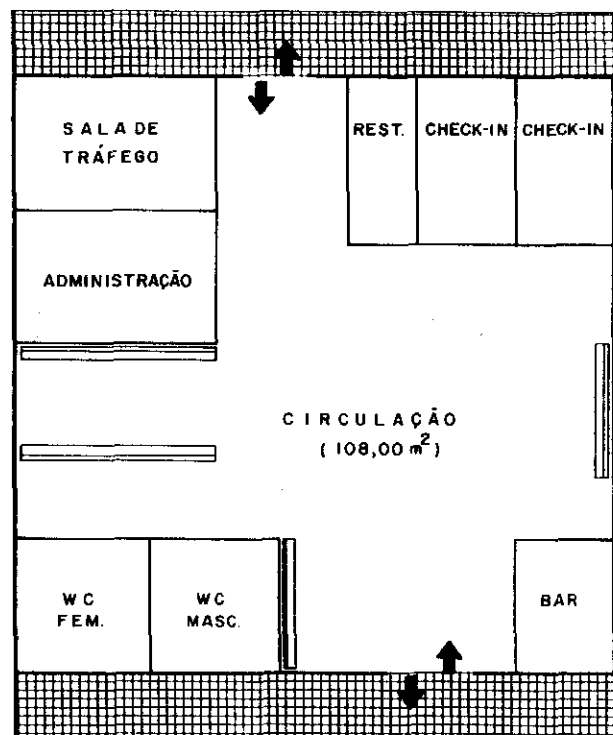 SALA DE
TRÁFEGO
REST.
CHECK-IN
CHECK-IN
ADMINISTRAÇÃO
CIRCULAÇÃO
(108,00 m²)
WC
FEM.
WC
MASC.
BAR